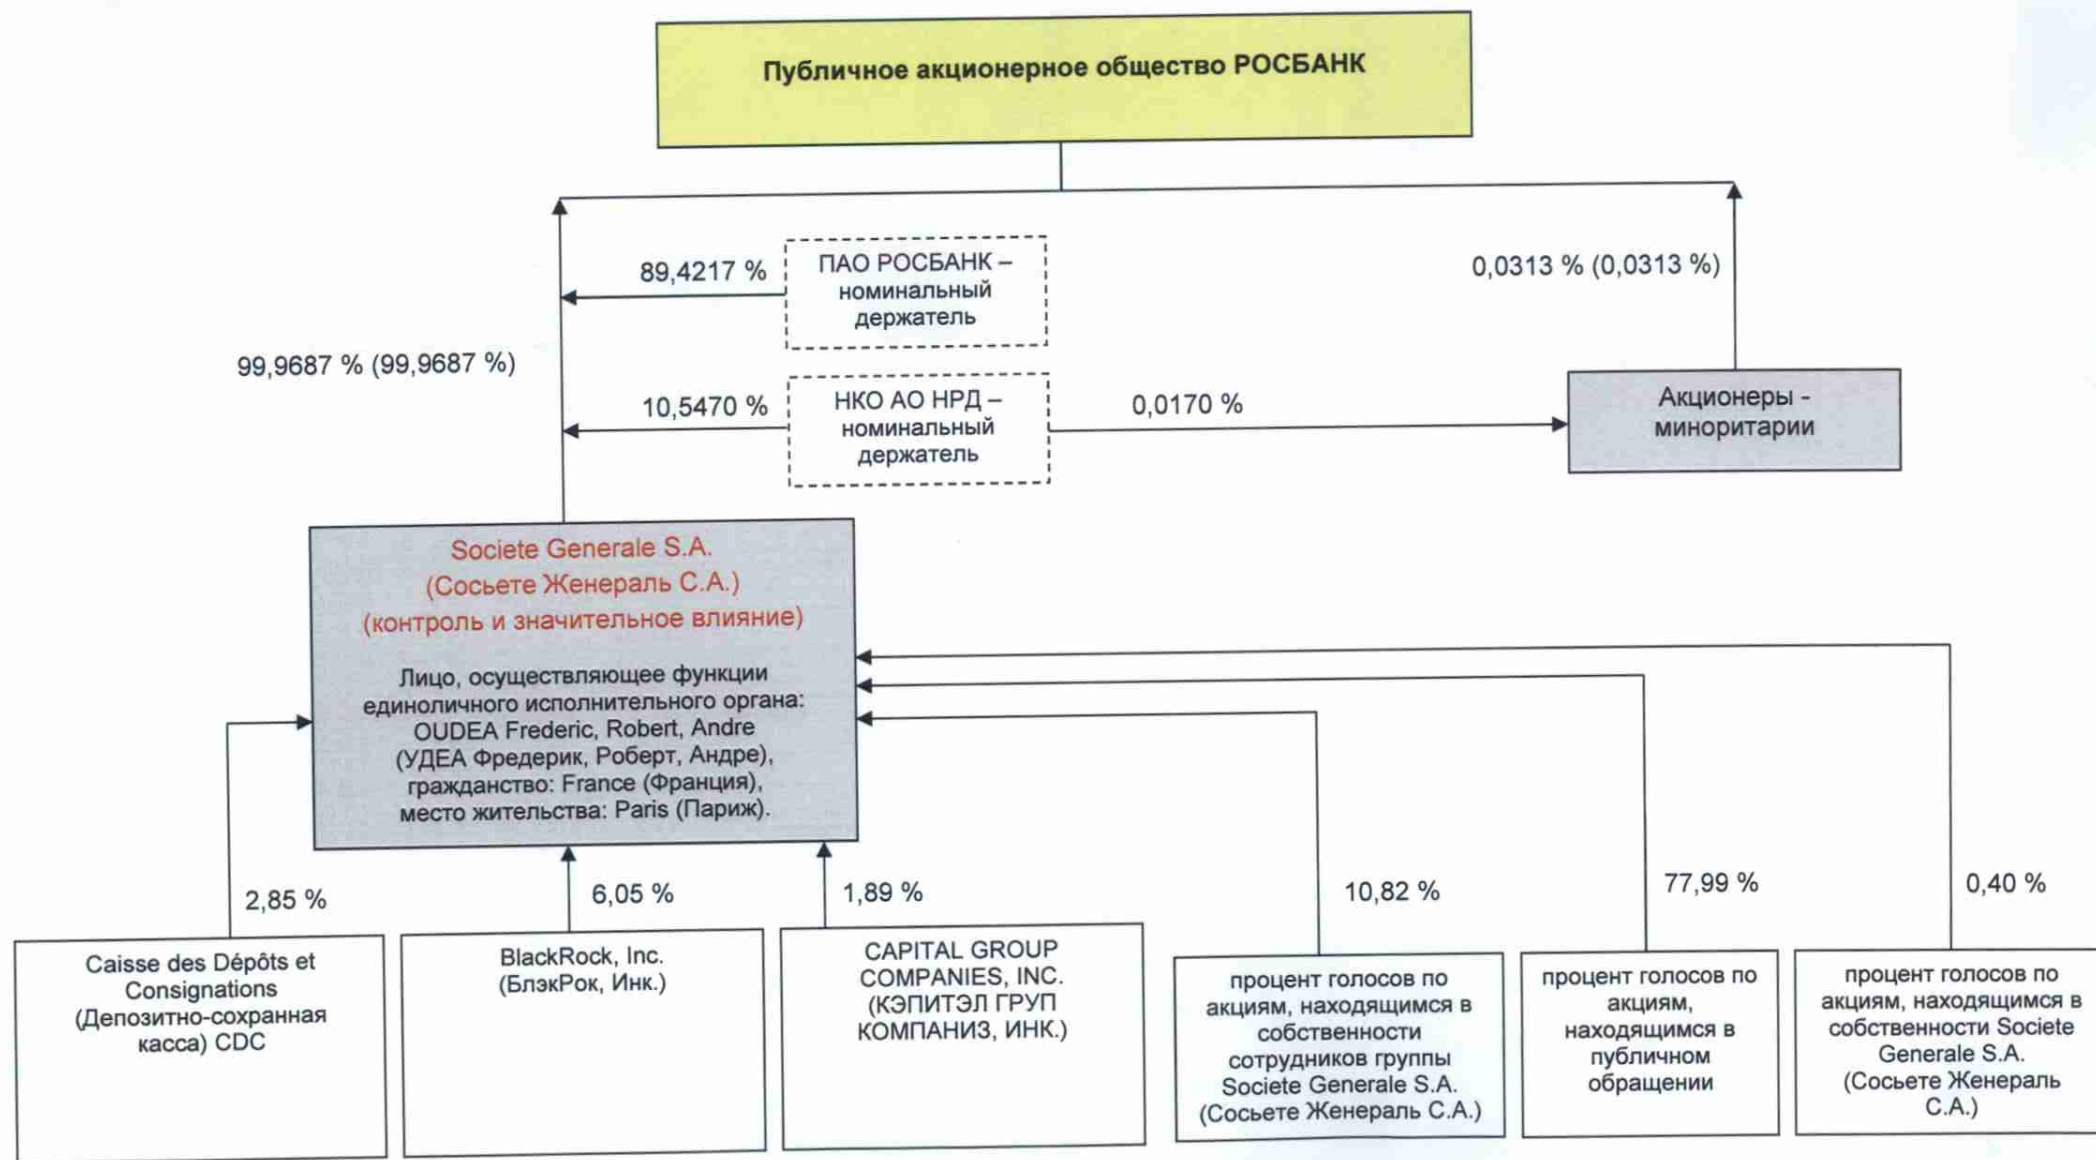 Публичное акционерное общество РОСБАНК
89,4217 %
ПАО РОСБАНК –
номинальный
держатель
0,0313 % (0,0313 %)
99,9687 % (99,9687 %)
10,5470 %
НКО АО НРД –
номинальный
держатель
0,0170 %
Акционеры -
миноритарии
Societe Generale S.A.
(Сосьете Женераль С.А.)
(контроль и значительное влияние)
Лицо, осуществляющее функции
единоличного исполнительного органа:
OUDEA Frederic, Robert, Andre
(УДЕА Фредерик, Роберт, Андре),
гражданство: France (Франция),
место жительства: Paris (Париж).
2,85 %
6,05 %
1,89 %
10,82 %
77,99 %
0,40 %
Caisse des Dépôts et
Consignations
(Депозитно-сохранная
касса) CDC
BlackRock, Inc.
(БлэкРок, Инк.)
CAPITAL GROUP
COMPANIES, INC.
(КЭПИТЭЛ ГРУП
КОМПАНИЗ, ИНК.)
процент голосов по
акциям, находящимся в
собственности
сотрудников группы
Societe Generale S.A.
(Сосьете Женераль С.А.)
процент голосов по
акциям,
находящимся в
публичном
обращении
процент голосов по
акциям, находящимся в
собственности Societe
Generale S.A.
(Сосьете Женераль
С.А.)